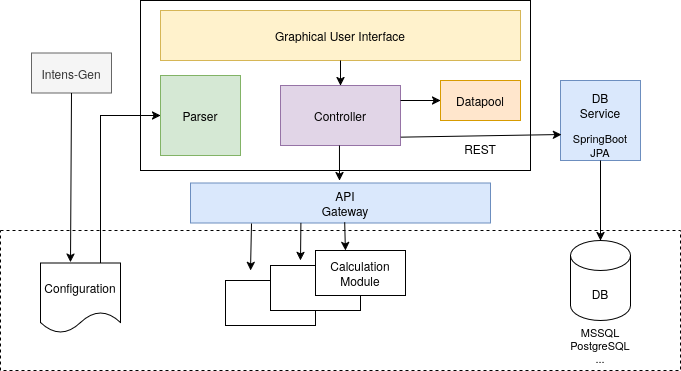 Graphical User Interface
Intens-Gen
Parser
Controller
Datapool
DB
Service
SpringBoot
JPA
REST
API
Gateway
Configuration
Calculation
Module
DB
MSSQL
PostgreSQL
...